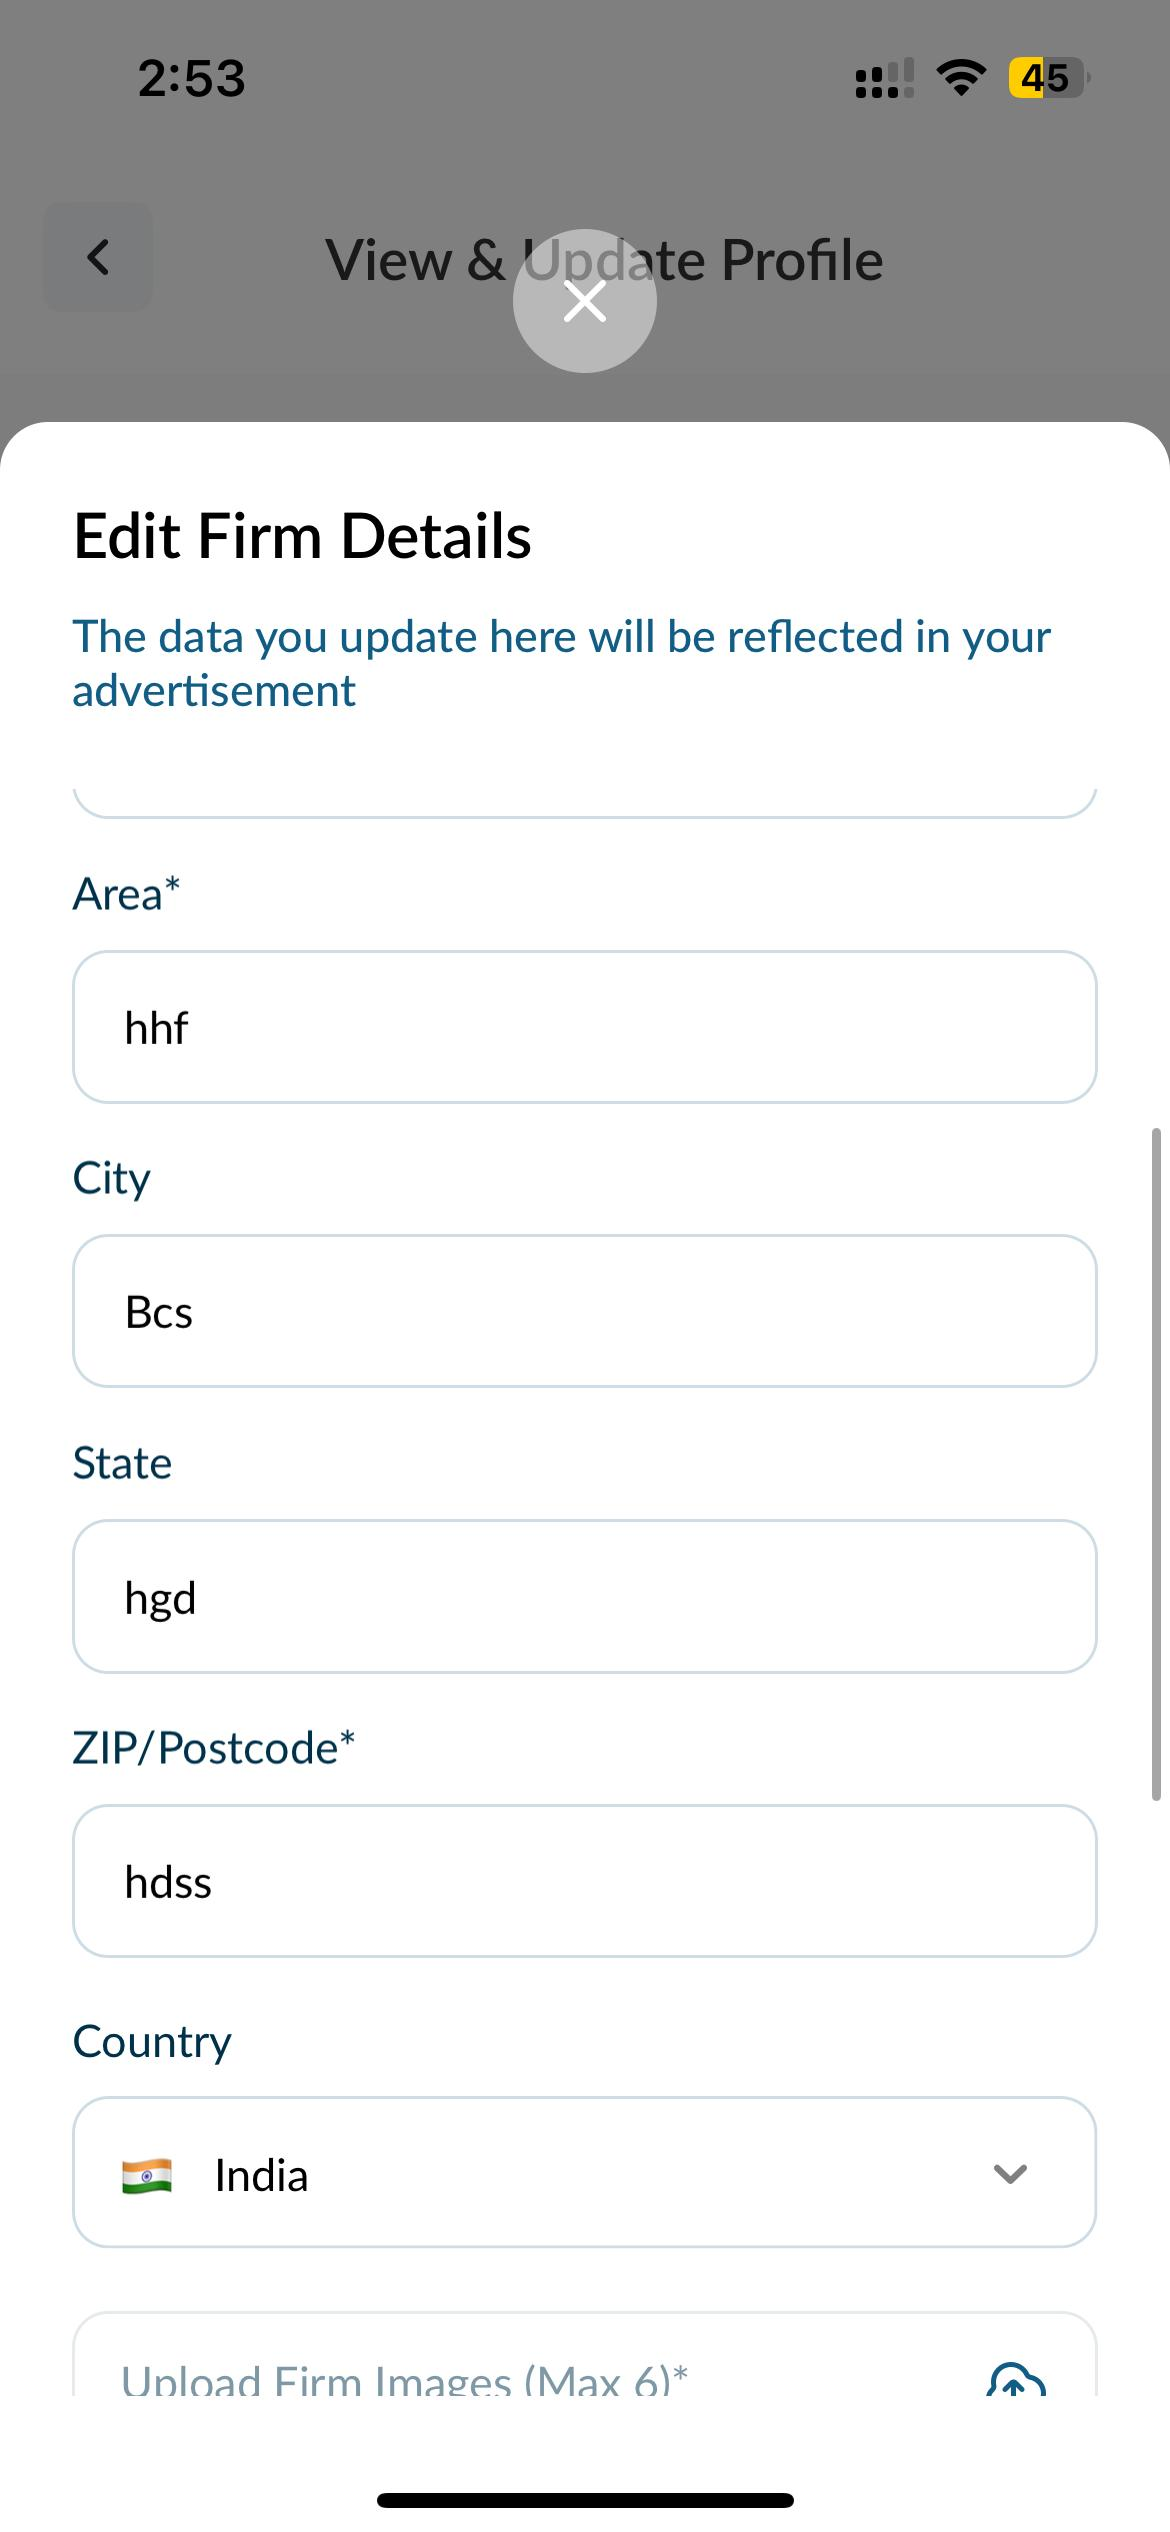 2:53
45
View & Update Profile
Edit Firm Details
The data you update here will be reflected in your
advertisement
Area*
hhf
City
Bcs
State
hgd
ZIP/Postcode*
hdss
Country
India
Upload Firm Images (Max 6)*